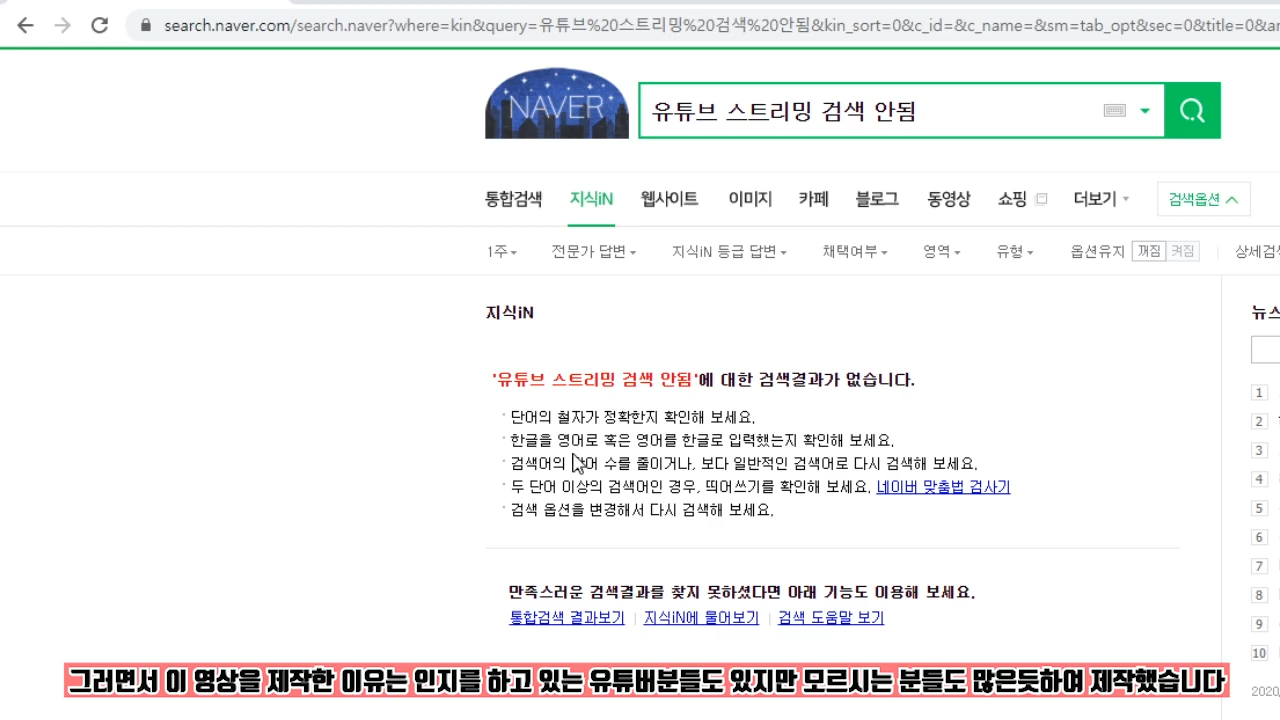 search.naver.com/search.naver?where=kin&query=유튜브%20스트리밍%20검색%20안됨&kin_sort=0&c_id=&c_name=&sm=tab_opt&sec=0&title=0&
NAVER
유튜브 스트리밍 검색 안됨
통합검색 지식iN 웹사이트 이미지 카페 블로그 동영상 쇼핑 더보기 검색옵션
1주 전문가 답변 지식iN 등급 답변 채택여부 영역 유형 옵션유지 꺼짐 켜짐
지식iN
뉴스
'유튜브 스트리밍 검색 안됨'에 대한 검색결과가 없습니다.
단어의 철자가 정확한지 확인해 보세요.
한글을 영어로 혹은 영어를 한글로 입력했는지 확인해 보세요.
검색어의 단어 수를 줄이거나, 보다 일반적인 검색어로 다시 검색해 보세요.
두 단어 이상의 검색어인 경우, 띄어쓰기를 확인해 보세요. 네이버 맞춤법 검사기
검색 옵션을 변경해서 다시 검색해 보세요.
1
2
3
4
5
6
7
8
9
10
만족스러운 검색결과를 찾지 못하셨다면 아래 기능도 이용해 보세요.
통합검색 결과보기 지식iN에 물어보기 검색 도움말 보기
그러면서 이 영상을 제작한 이유는 인지를 하고 있는 유튜버분들도 있지만 모르시는 분들도 많은듯하여 제작했습니다
2020